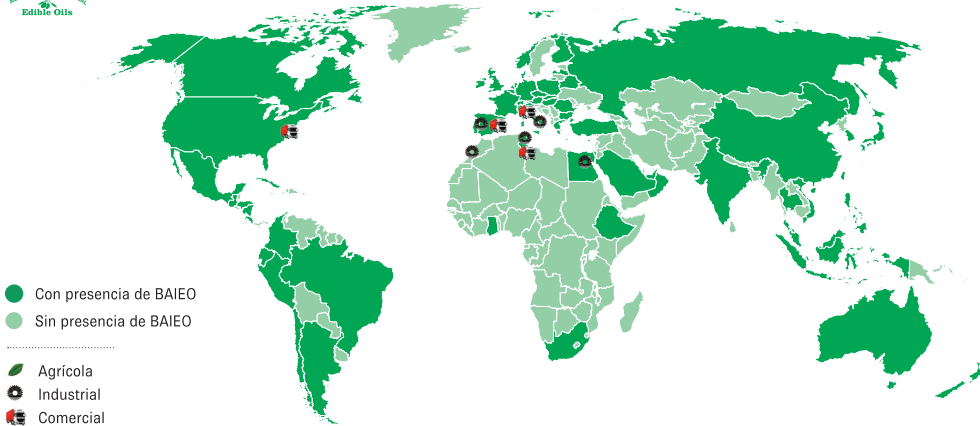 Edible Oils
Con presencia de BAIEO
Sin presencia de BAIEO
Agrícola
Industrial
Comercial